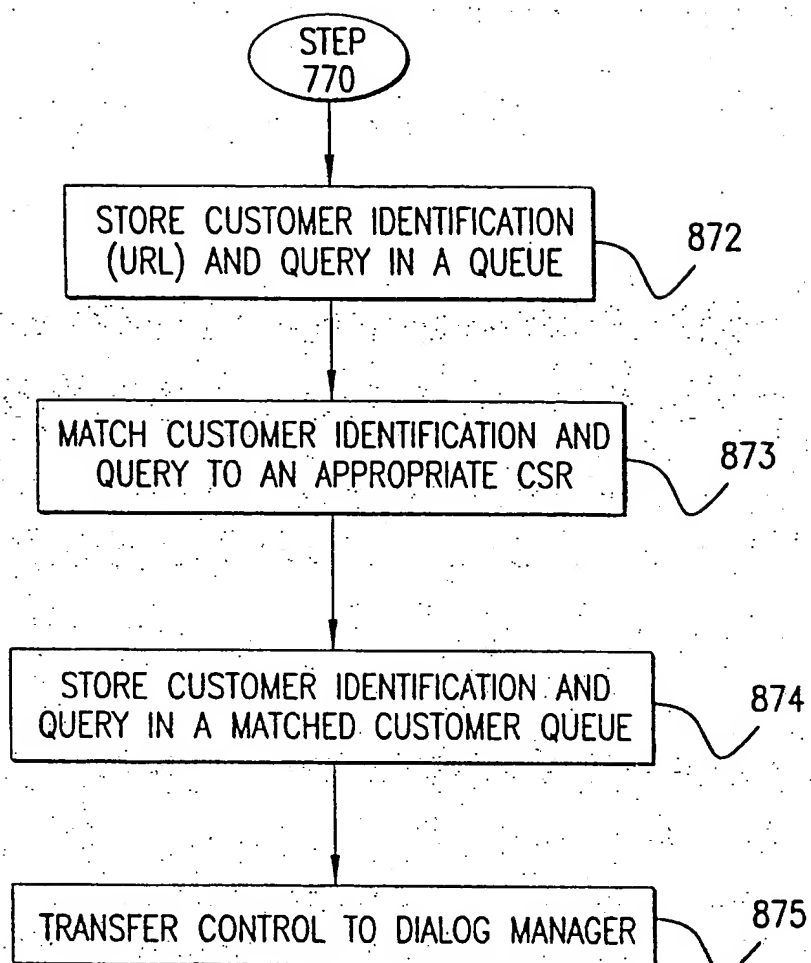 STEP
770
STORE CUSTOMER IDENTIFICATION
(URL) AND QUERY IN A QUEUE
872
MATCH CUSTOMER IDENTIFICATION AND
QUERY TO AN APPROPRIATE CSR
873
STORE CUSTOMER IDENTIFICATION AND
QUERY IN A MATCHED CUSTOMER QUEUE
874
TRANSFER CONTROL TO DIALOG MANAGER
875